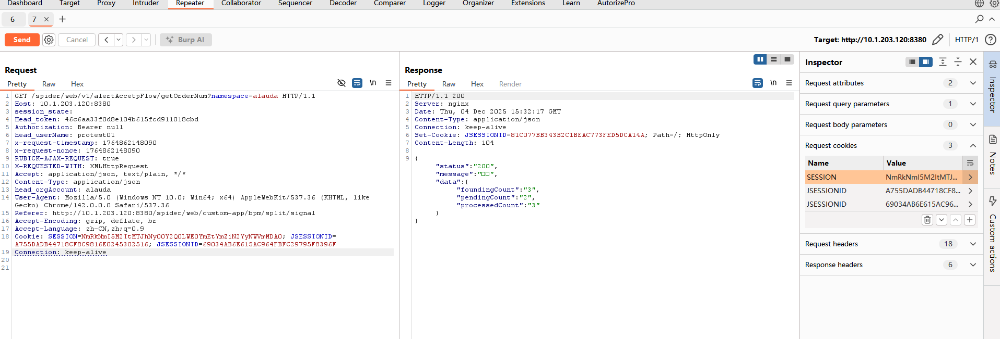 Dashboard Target Proxy Intruder Repeater Collaborator Sequencer Decoder Comparer Logger Organizer Extensions Learn AutorizePro
6 7 × +
Send Cancel < > Burp AI Target: http://10.1.203.120:8380 HTTP/1 ?
Request
Pretty Raw Hex \n
1 GET /spider/web/v1/alertAccetpFlow/getOrderNum?namespace=alauda HTTP/1.1
2 Host: 10.1.203.120:8380
3 session_state:
4 Head_token: 46c6aa33f0d8e104b615fcd911018cbd
5 Authorization: Bearer null
6 head_userName: protest01
7 x-request-timestamp: 1764862148090
8 x-request-nonce: 1764862148090
9 RUBICK-AJAX-REQUEST: true
10 X-REQUESTED-WITH: XMLHttpRequest
11 Accept: application/json, text/plain, */*
12 Content-Type: application/json
13 head_orgAccount: alauda
14 User-Agent: Mozilla/5.0 (Windows NT 10.0; Win64; x64) AppleWebKit/537.36 (KHTML, like
Gecko) Chrome/142.0.0.0 Safari/537.36
15 Referer: http://10.1.203.120:8380/spider/web/custom-app/bpm/split/signal
16 Accept-Encoding: gzip, deflate, br
17 Accept-Language: zh-CN,zh;q=0.9
18 Cookie: SESSION=NmRkNmI5M2ItMTJhNy00Y2Q0LWE0YmEtYmZiN2YyNWVmMDA0; JSESSIONID=
A755DADB44718CF8C9816E0245302516; JSESSIONID=69034AB6E615AC964FBFC29795F8396F
19 Connection: keep-alive
20
21
Response
Pretty Raw Hex Render \n
1 HTTP/1.1 200
2 Server: nginx
3 Date: Thu, 04 Dec 2025 15:32:17 GMT
4 Content-Type: application/json
5 Connection: keep-alive
6 Set-Cookie: JSESSIONID=81C077BB343B2C1BEAC773FED5DCA14A; Path=/; HttpOnly
7 Content-Length: 104
8
9 {
"status":"200",
"message":"□□",
"data":{
"foundingCount":"3",
"pendingCount":"2",
"processedCount":"3"
}
}
Inspector
Request attributes 2
Request query parameters 1
Request body parameters 0
Request cookies 3
Name Value
SESSION NmRkNmI5M2ItMTJ...
JSESSIONID A755DADB44718CF8...
JSESSIONID 69034AB6E615AC96...
Request headers 18
Response headers 6
Inspector
Notes
Custom actions